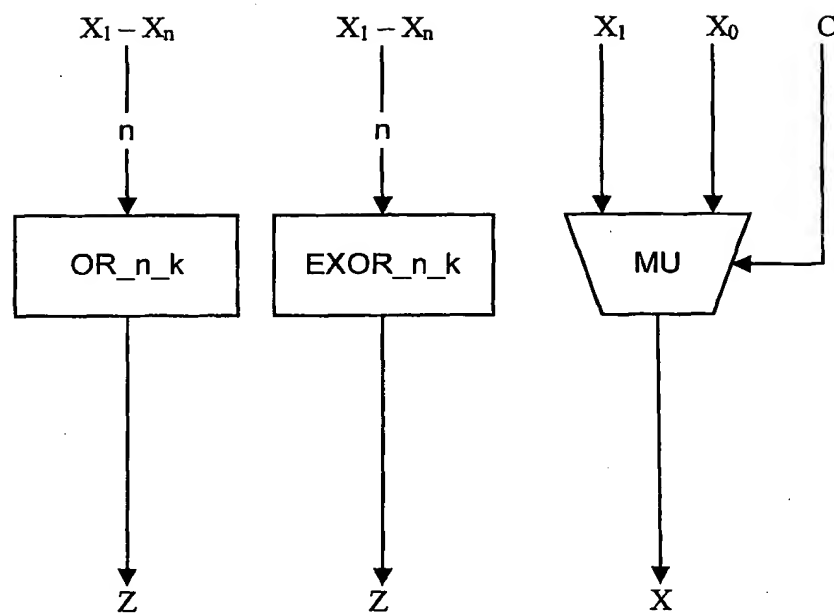 X₁ – Xₙ X₁ – Xₙ X₁ X₀ C
n n
OR_n_k EXOR_n_k MU
Z Z X